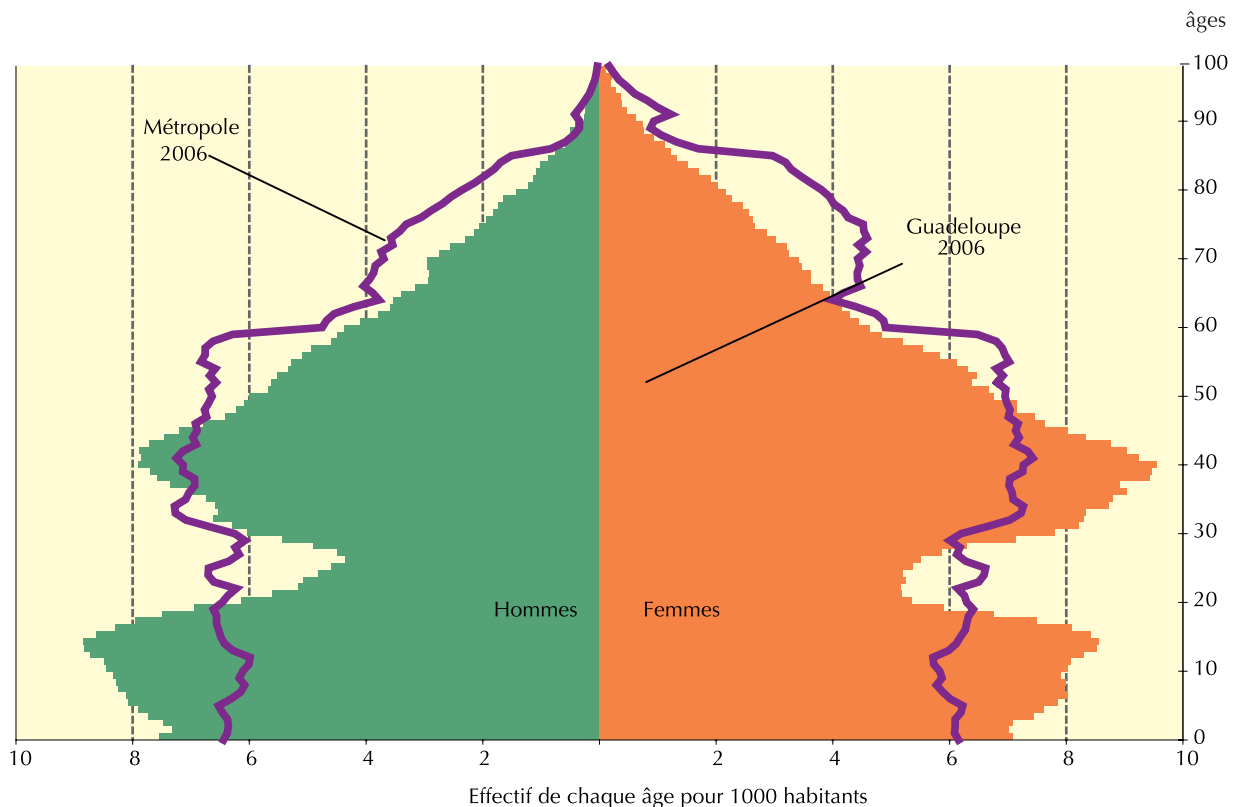 âges
100
Métropole
2006
90
80
Guadeloupe
2006
70
60
50
40
30
20
Hommes
Femmes
10
0
10 8 6 4 2 2 4 6 8 10
Effectif de chaque âge pour 1000 habitants